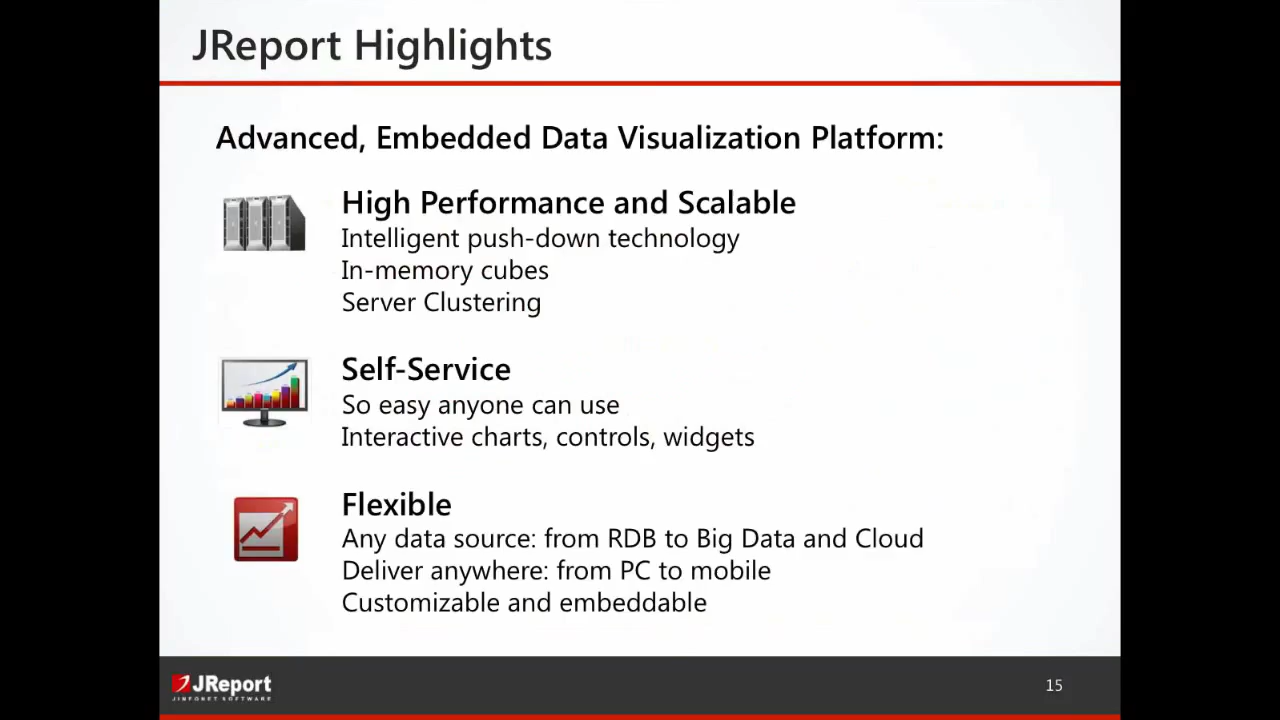 JReport Highlights
Advanced, Embedded Data Visualization Platform:
High Performance and Scalable
Intelligent push-down technology
In-memory cubes
Server Clustering
Self-Service
So easy anyone can use
Interactive charts, controls, widgets
Flexible
Any data source: from RDB to Big Data and Cloud
Deliver anywhere: from PC to mobile
Customizable and embeddable
JReport
JINFONET SOFTWARE
15